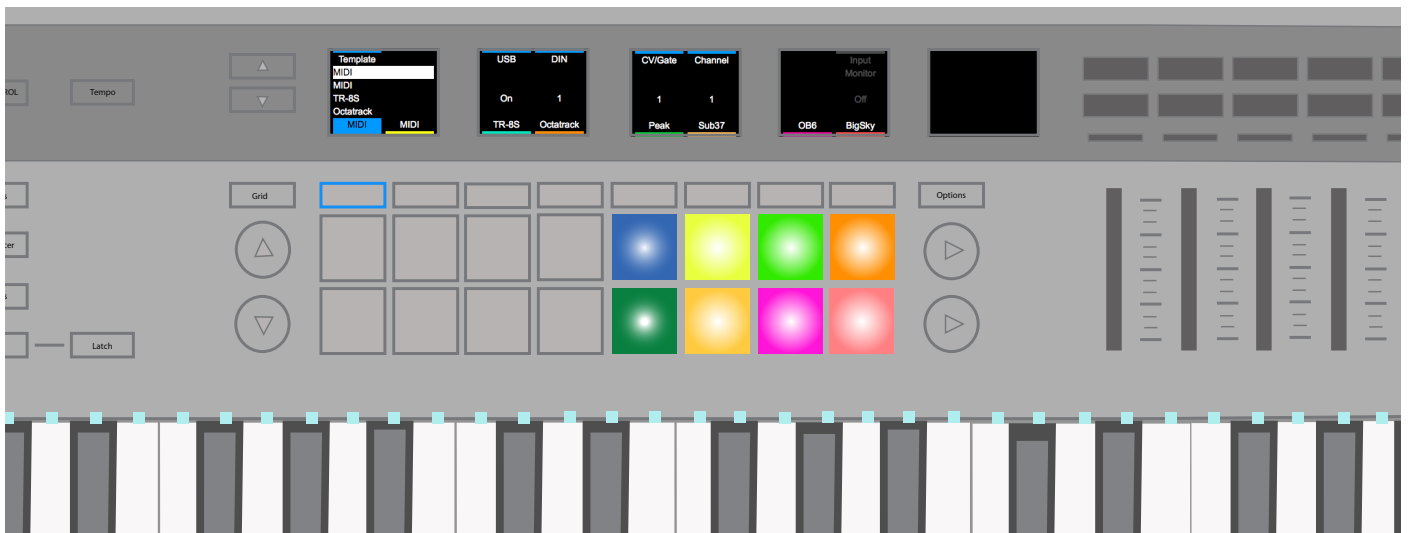 Template
MIDI
MIDI
TR-8S
Octatrack
MIDI MIDI
USB DIN
On 1
TR-8S Octatrack
CV/Gate Channel
1 1
Peak Sub37
Input
Monitor
Off
OB6 BigSky
Tempo
Grid
Options
Latch